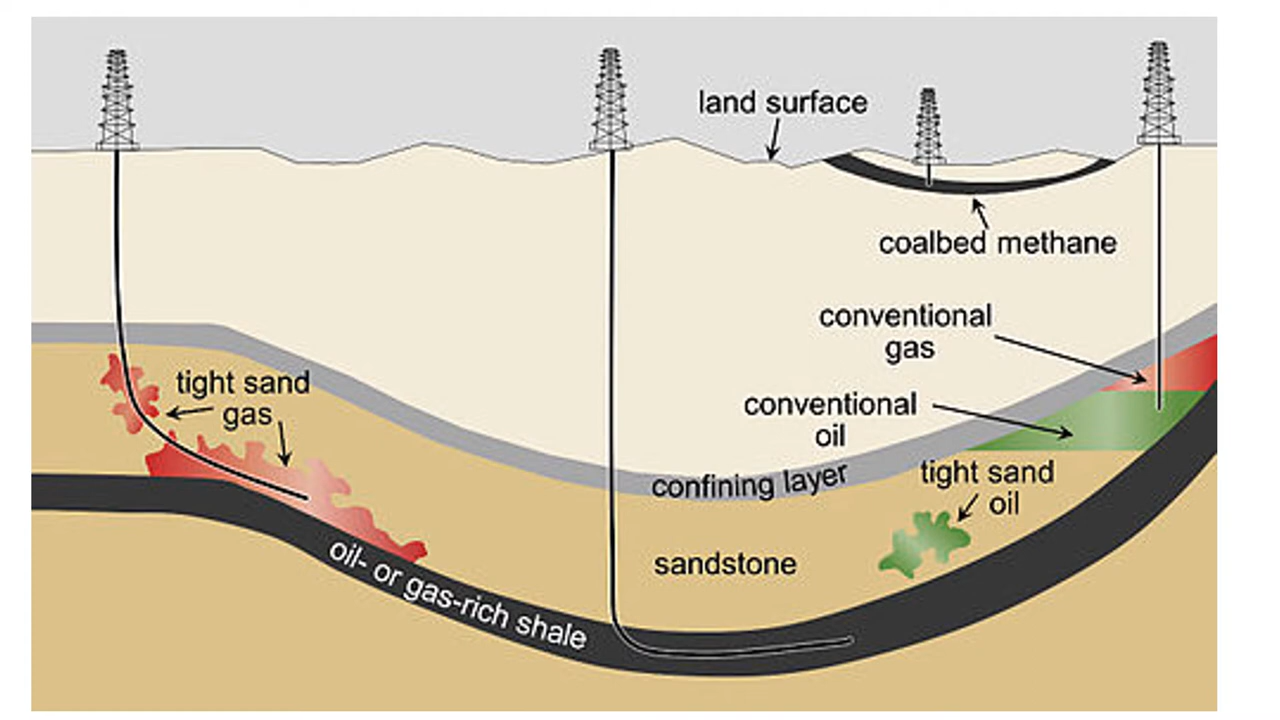 land surface
coalbed methane
conventional
gas
tight sand
gas
conventional
oil
confining layer
tight sand
oil
sandstone
oil- or gas-rich shale